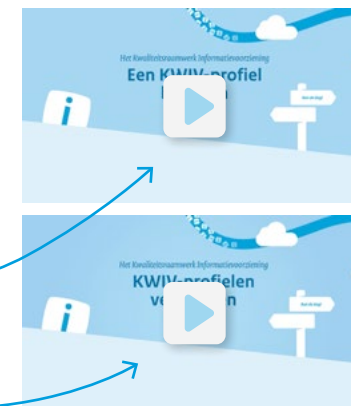 Het Kwaliteitsraamwerk Informatievoorziening
Een KWIV-profiel
i
Het Kwaliteitsraamwerk Informatievoorziening
KWIV-profielen
i